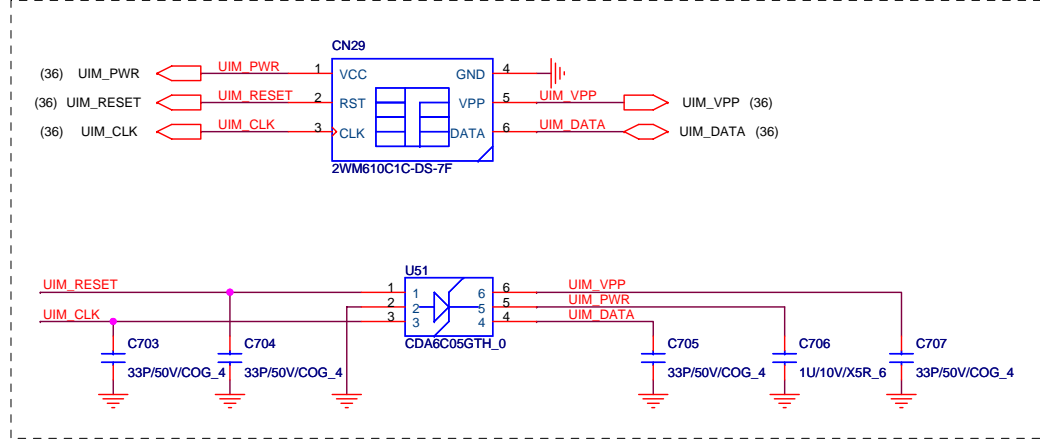 CN29
(36) UIM_PWR UIM_PWR 1 VCC GND 4
(36) UIM_RESET UIM_RESET 2 RST VPP 5 UIM_VPP UIM_VPP (36)
(36) UIM_CLK UIM_CLK 3 CLK DATA 6 UIM_DATA UIM_DATA (36)
2WM610C1C-DS-7F
U51
UIM_RESET 1 1 6 6 UIM_VPP
2 2 5 5 UIM_PWR
UIM_CLK 3 3 4 4 UIM_DATA
CDA6C05GTH_0
C703 C704 C705 C706 C707
33P/50V/COG_4 33P/50V/COG_4 33P/50V/COG_4 1U/10V/X5R_6 33P/50V/COG_4